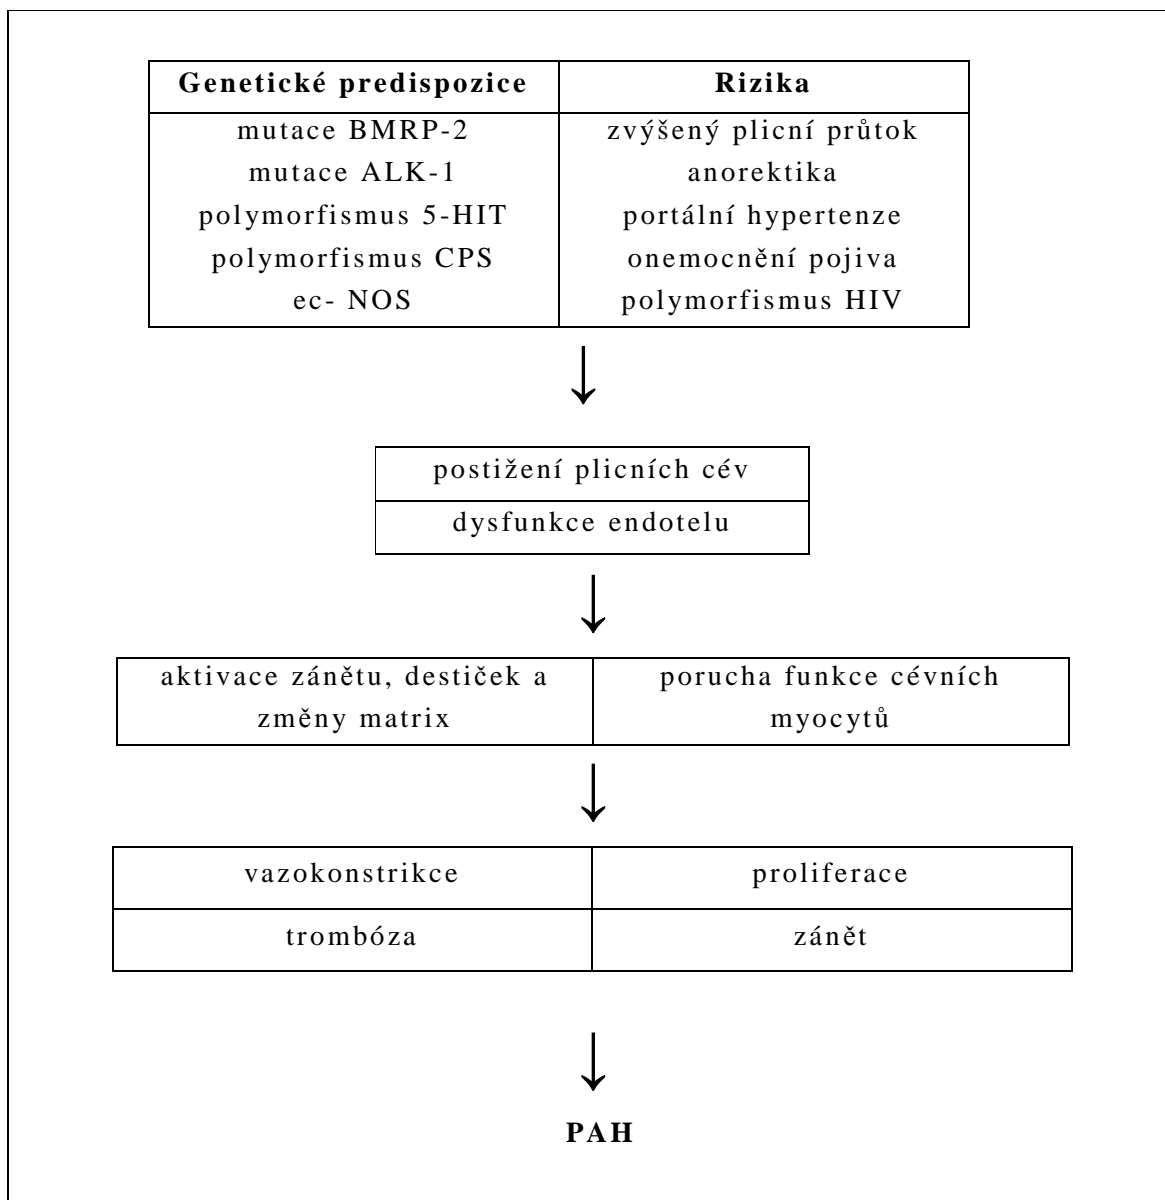 Genetické predispozice
Rizika
mutace BMRP-2
mutace ALK-1
polymorfismus 5-HIT
polymorfismus CPS
ec- NOS
zvýšený plicní průtok
anorektika
portální hypertenze
onemocnění pojiva
polymorfismus HIV
postižení plicních cév
dysfunkce endotelu
aktivace zánětu, destiček a
změny matrix
porucha funkce cévních
myocytů
vazokonstrikce
proliferace
trombóza
zánět
PAH